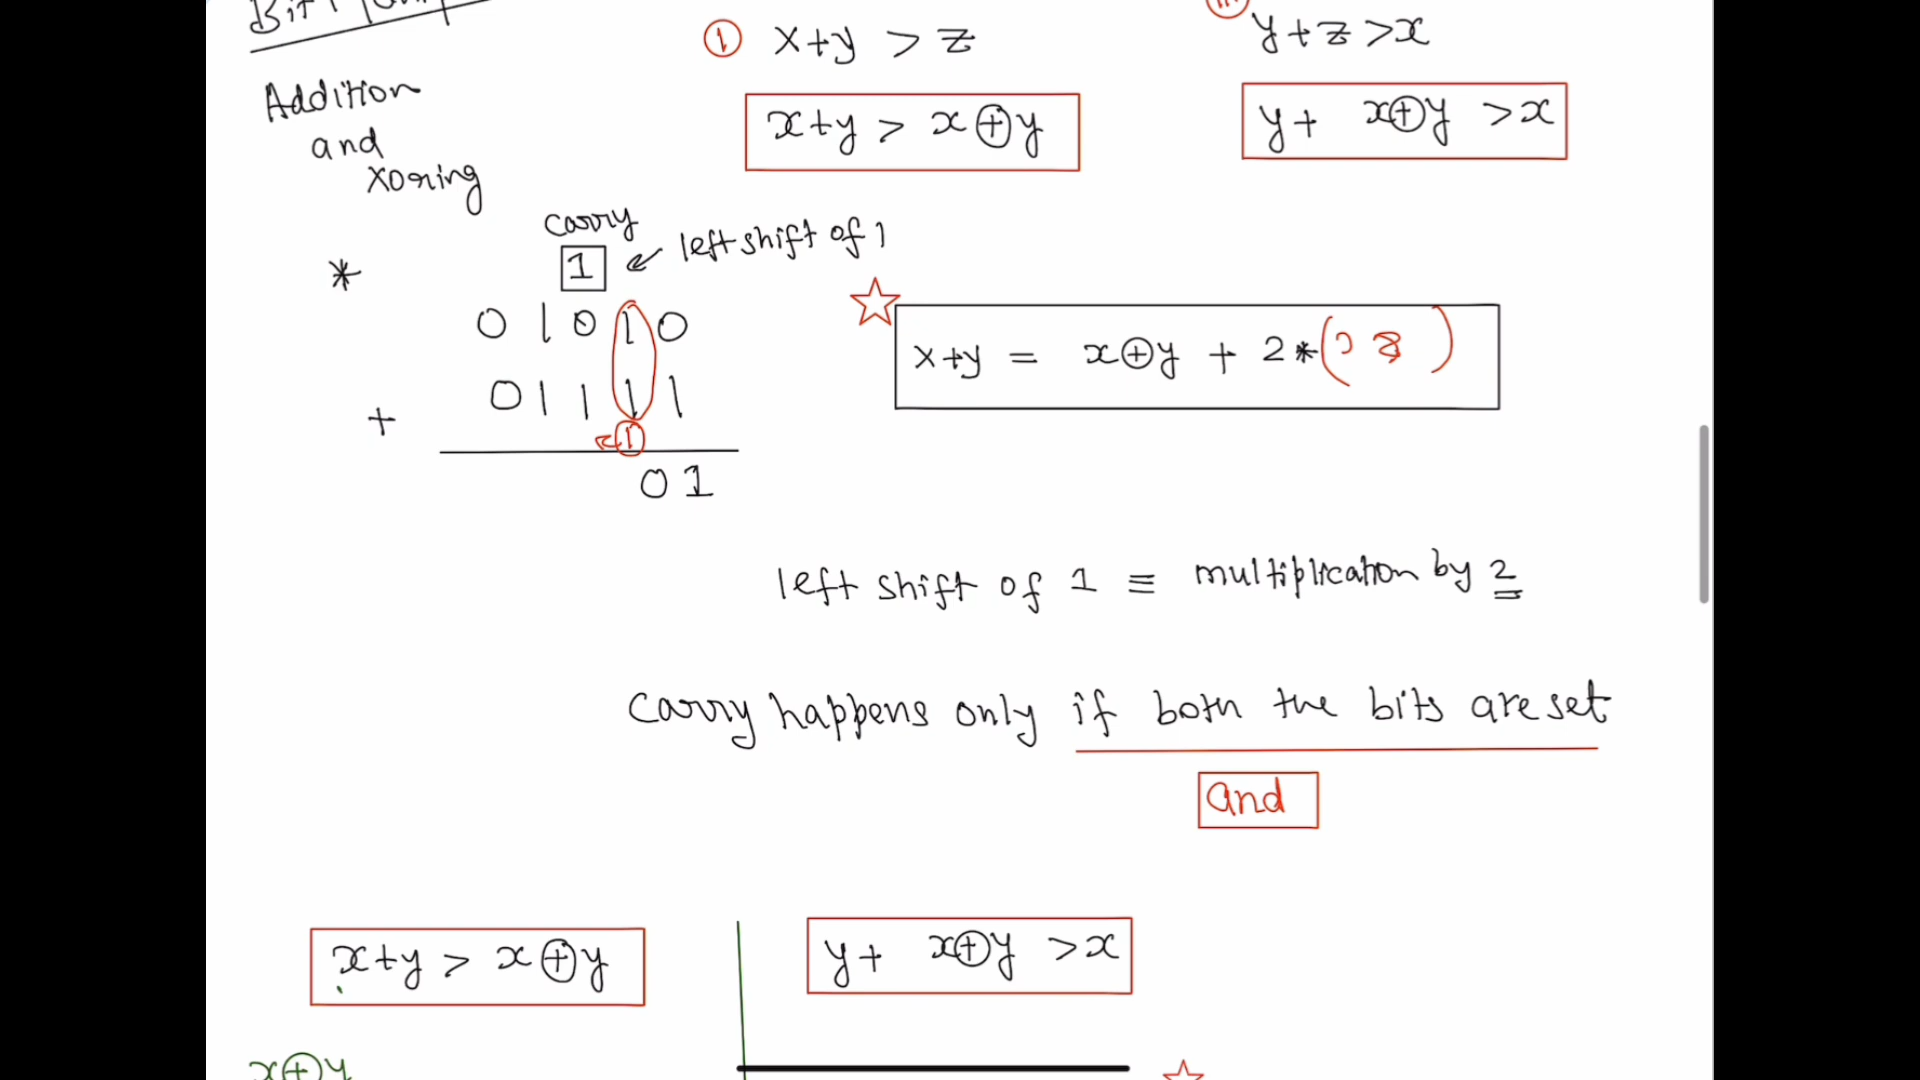 ① x+y > z
y+z >x
Addition
and
xoring
x+y > x⊕y
y+ x⊕y >x
carry
1 left shift of 1
*
0 1 0 1 0
0 1 1 1 1
+
1
0 1
x+y = x⊕y + 2*( )
left shift of 1 ≡ multiplication by 2
Carry happens only if both the bits are set
and
x+y > x⊕y
y+ x⊕y >x
x⊕y